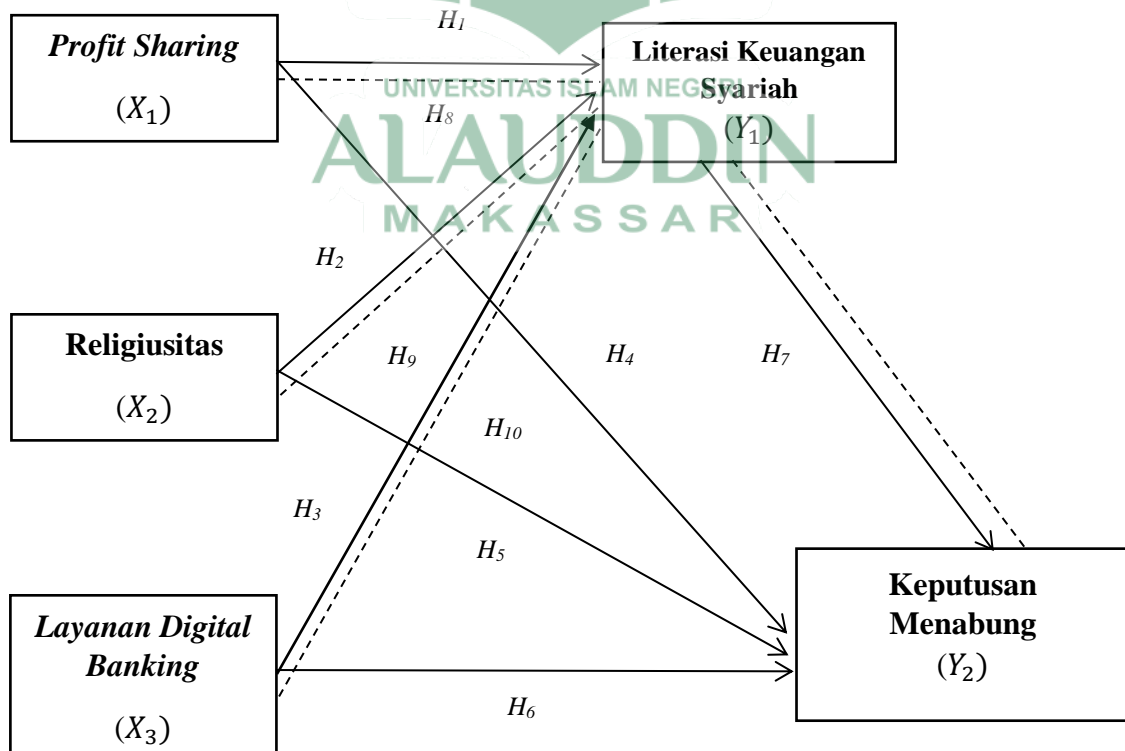 H1
Profit Sharing
(X1)
Literasi Keuangan
Syariah
(Y1)
UNIVERSITAS ISLAM NEGERI
H8
ALAUDDIN
MAKASSAR
H2
Religiusitas
(X2)
H9
H4
H7
H10
H3
H5
Layanan Digital
Banking
(X3)
Keputusan
Menabung
(Y2)
H6